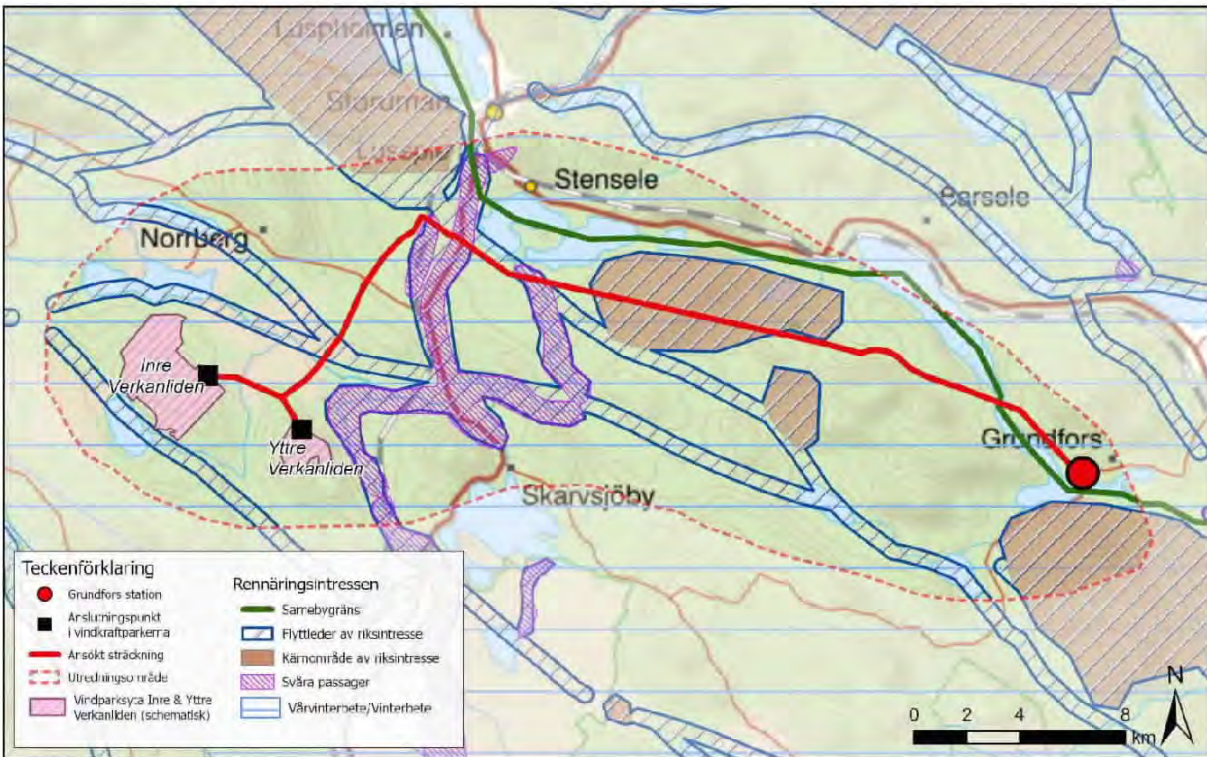 Luspholmen
Storuman
Stensele
Barsele
Norrberg
Inre
Verkanliden
Grundfors
Yttre
Verkanliden
Skarvsjöby
Teckenförklaring
Grundfors station
Anslutningspunkt
i vindkraftparkerna
Ansökt sträckning
Utredningsområde
Vindparksyta Inre & Yttre
Verkanliden (schematisk)
Rennäringsintressen
Samebygräns
Flyttleder av riksintresse
Kärnområde av riksintresse
Svåra passager
Vårvinterbete/Vinterbete
N
0 2 4 8
km